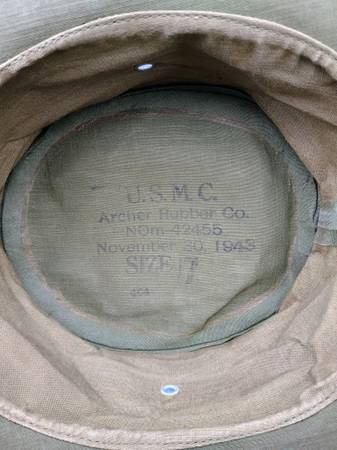 U.S.M.C.
Archer Rubber Co.
NOm-42455
November 30, 1943
SIZE 7